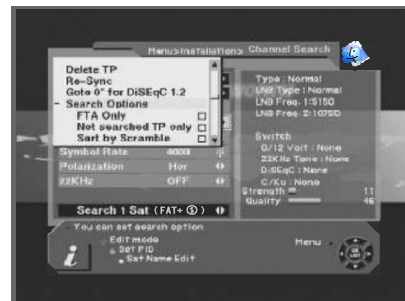 Menu>Installation> Channel Search
Delete TP
Re-Sync
Goto 0° for DiSEqC 1.2
- Search Options
FTA Only
Not searched TP only
Sort by Scramble
Symbol Rate 4000
Polarization Hor
22KHz OFF
Search 1 Sat (FAT+ $)
Type : Normal
LNB Type : Normal
LNB Freq. 1:5150
LNB Freq. 2:10750
Switch
0/12 Volt : None
22KHz Tone : None
DiSEqC : None
C/Ku : None
Strength 11
Quality 46
You can set search option
Edit mode
Set PID
Sat Name Edit
i
Menu